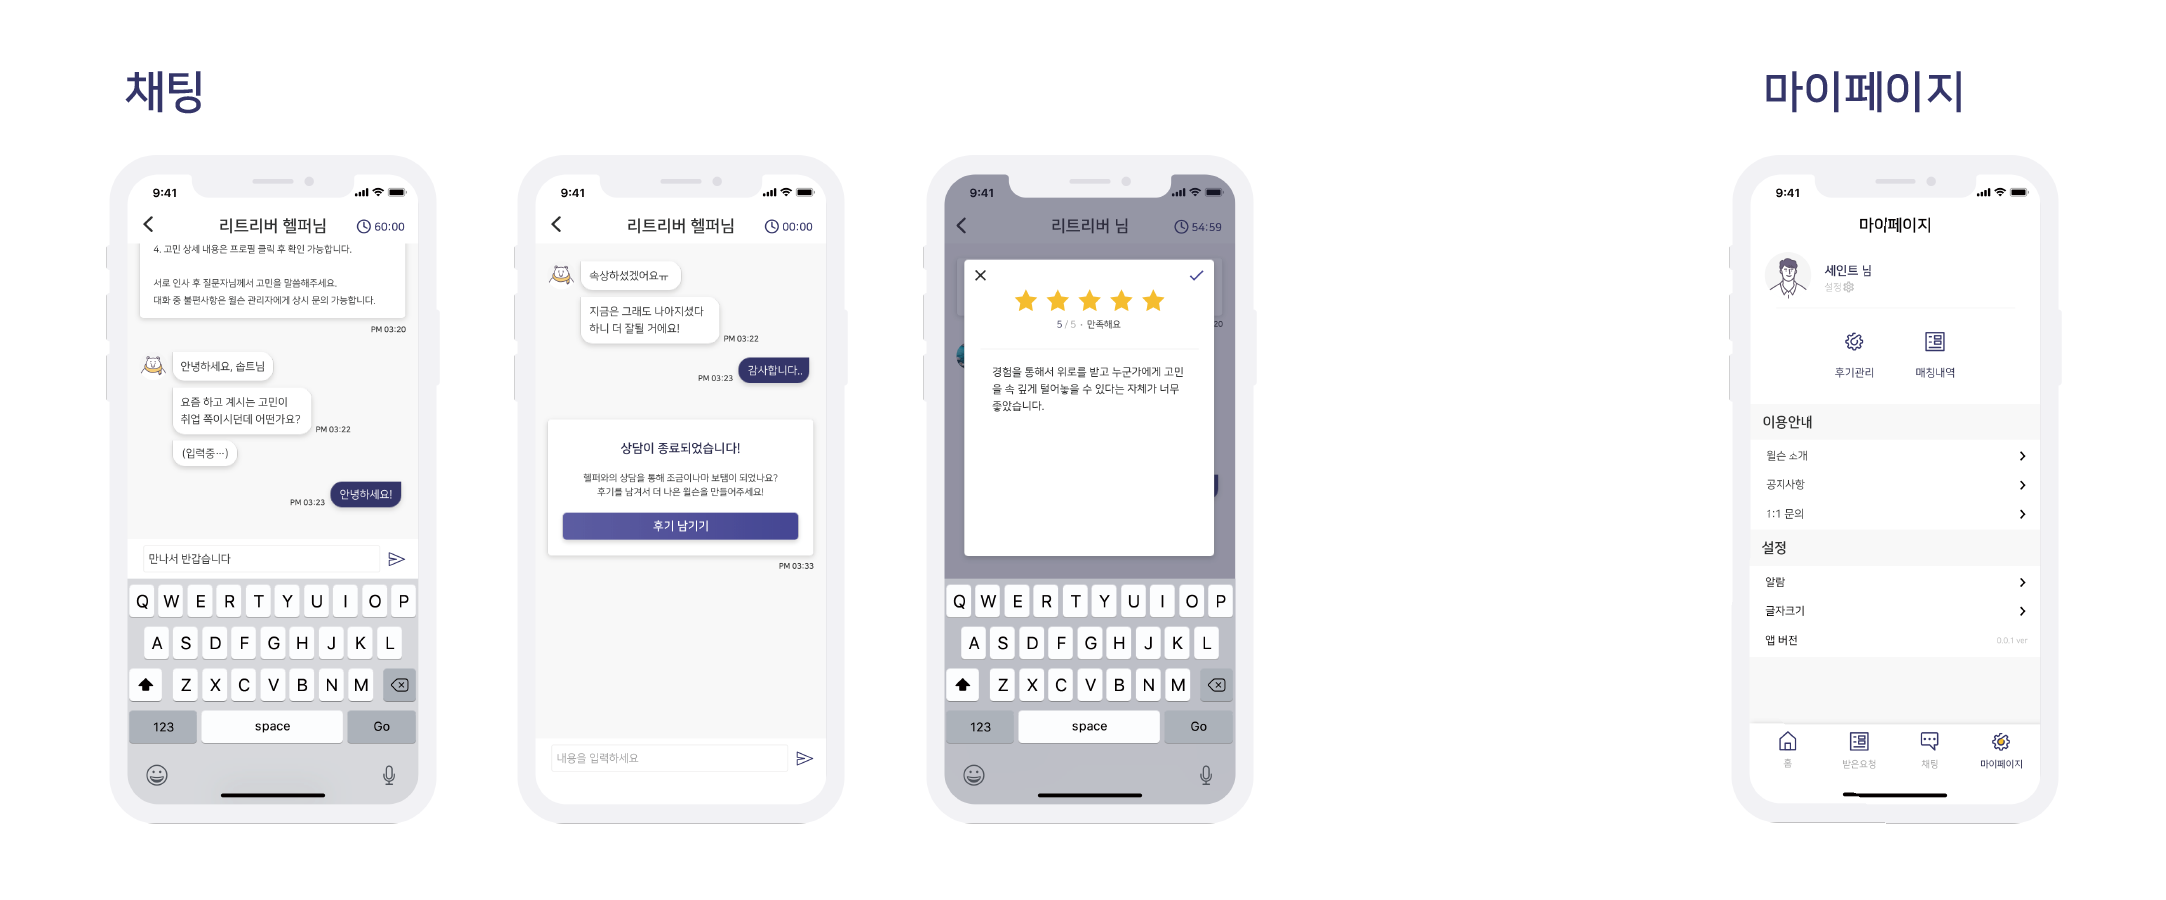 채팅
마이페이지
9:41
리트리버 헬퍼님
60:00
4. 고민 상세 내용은 프로필 클릭 후 확인 가능합니다.
서로 인사 후 질문자님께서 고민을 말씀해주세요.
대화 중 불편사항은 윌슨 관리자에게 상시 문의 가능합니다.
PM 03:20
안녕하세요, 솝트님
요즘 하고 계시는 고민이
취업 쪽이시던데 어떤가요?
PM 03:22
(입력중···)
PM 03:23
안녕하세요!
만나서 반갑습니다
Q W E R T Y U I O P
A S D F G H J K L
Z X C V B N M
123
space
Go
9:41
리트리버 헬퍼님
00:00
속상하셨겠어요ㅠ
지금은 그래도 나아지셨다
하니 더 잘될 거에요!
PM 03:22
PM 03:23
감사합니다..
상담이 종료되었습니다!
헬퍼와의 상담을 통해 조금이나마 보탬이 되었나요?
후기를 남겨서 더 나은 윌슨을 만들어주세요!
후기 남기기
PM 03:33
내용을 입력하세요
9:41
리트리버 님
54:59
20
5 / 5 · 만족해요
경험을 통해서 위로를 받고 누군가에게 고민
을 속 깊게 털어놓을 수 있다는 자체가 너무
좋았습니다.
Q W E R T Y U I O P
A S D F G H J K L
Z X C V B N M
123
space
Go
9:41
마이페이지
세인트 님
설정
후기관리
매칭내역
이용안내
윌슨 소개
공지사항
1:1 문의
설정
알람
글자크기
앱 버전
0.0.1 ver
홈
받은요청
채팅
마이페이지